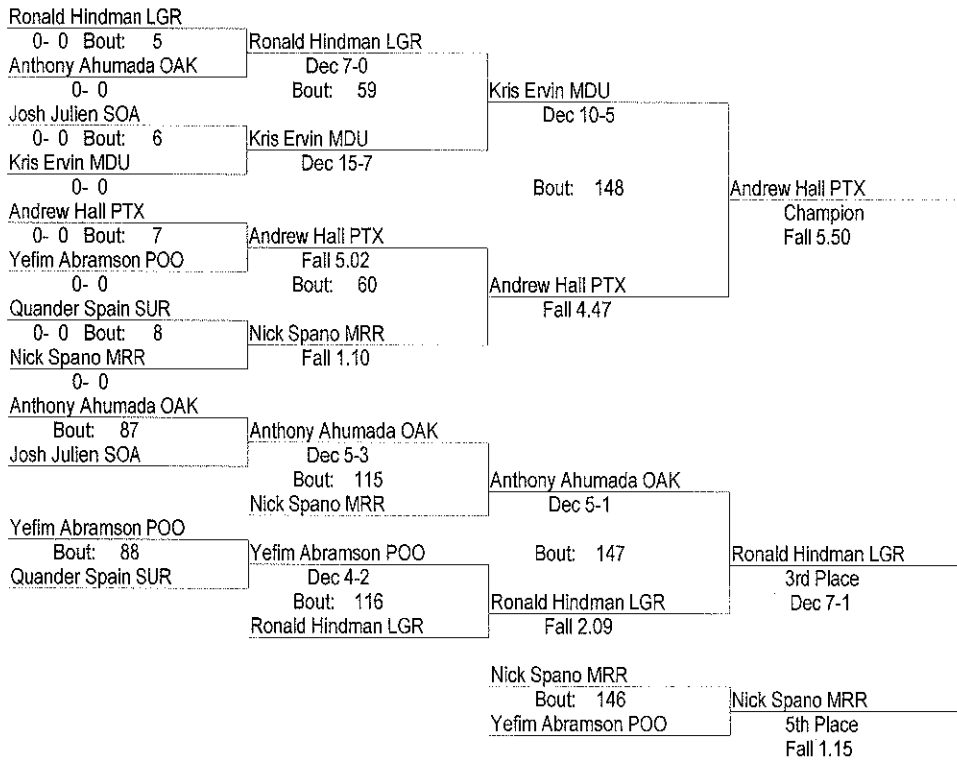 Ronald Hindman LGR
0- 0 Bout: 5
Anthony Ahumada OAK
0- 0
Josh Julien SOA
0- 0 Bout: 6
Kris Ervin MDU
0- 0
Andrew Hall PTX
0- 0 Bout: 7
Yefim Abramson POO
0- 0
Quander Spain SUR
0- 0 Bout: 8
Nick Spano MRR
0- 0
Ronald Hindman LGR
Dec 7-0
Bout: 59
Kris Ervin MDU
Dec 15-7
Andrew Hall PTX
Fall 5.02
Bout: 60
Nick Spano MRR
Fall 1.10
Kris Ervin MDU
Dec 10-5
Bout: 148
Andrew Hall PTX
Fall 4.47
Andrew Hall PTX
Champion
Fall 5.50
Anthony Ahumada OAK
Bout: 87
Josh Julien SOA
Yefim Abramson POO
Bout: 88
Quander Spain SUR
Anthony Ahumada OAK
Dec 5-3
Bout: 115
Nick Spano MRR
Yefim Abramson POO
Dec 4-2
Bout: 116
Ronald Hindman LGR
Anthony Ahumada OAK
Dec 5-1
Bout: 147
Ronald Hindman LGR
Fall 2.09
Ronald Hindman LGR
3rd Place
Dec 7-1
Nick Spano MRR
Bout: 146
Yefim Abramson POO
Nick Spano MRR
5th Place
Fall 1.15